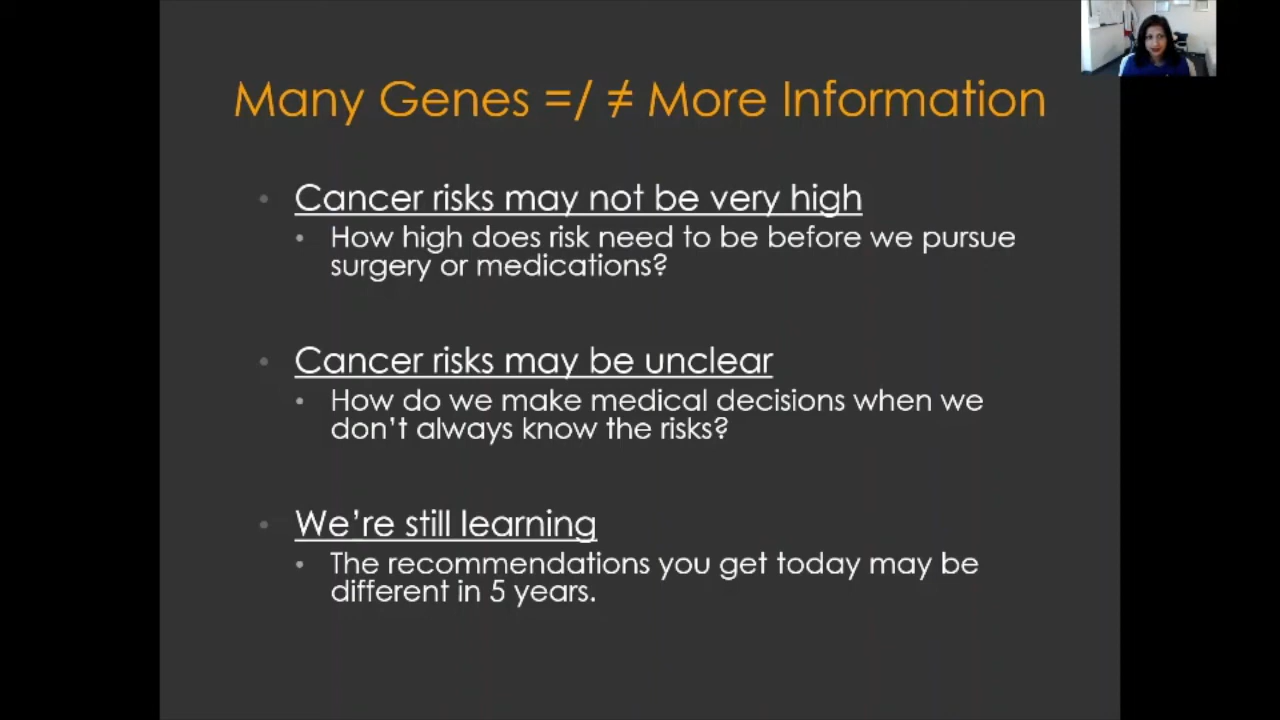 Many Genes =/ ≠ More Information
• Cancer risks may not be very high
• How high does risk need to be before we pursue
surgery or medications?
• Cancer risks may be unclear
• How do we make medical decisions when we
don't always know the risks?
• We're still learning
• The recommendations you get today may be
different in 5 years.